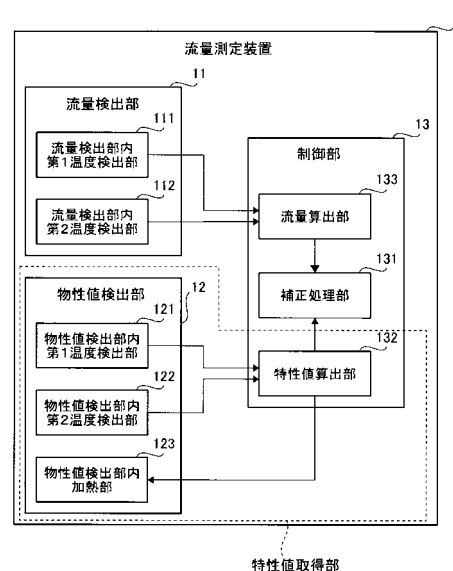 流量測定装置
11
流量検出部
111
流量検出部内
第1温度検出部
112
流量検出部内
第2温度検出部
13
制御部
133
流量算出部
131
補正処理部
132
特性値算出部
12
物性値検出部
121
物性値検出部内
第1温度検出部
122
物性値検出部内
第2温度検出部
123
物性値検出部内
加熱部
特性値取得部